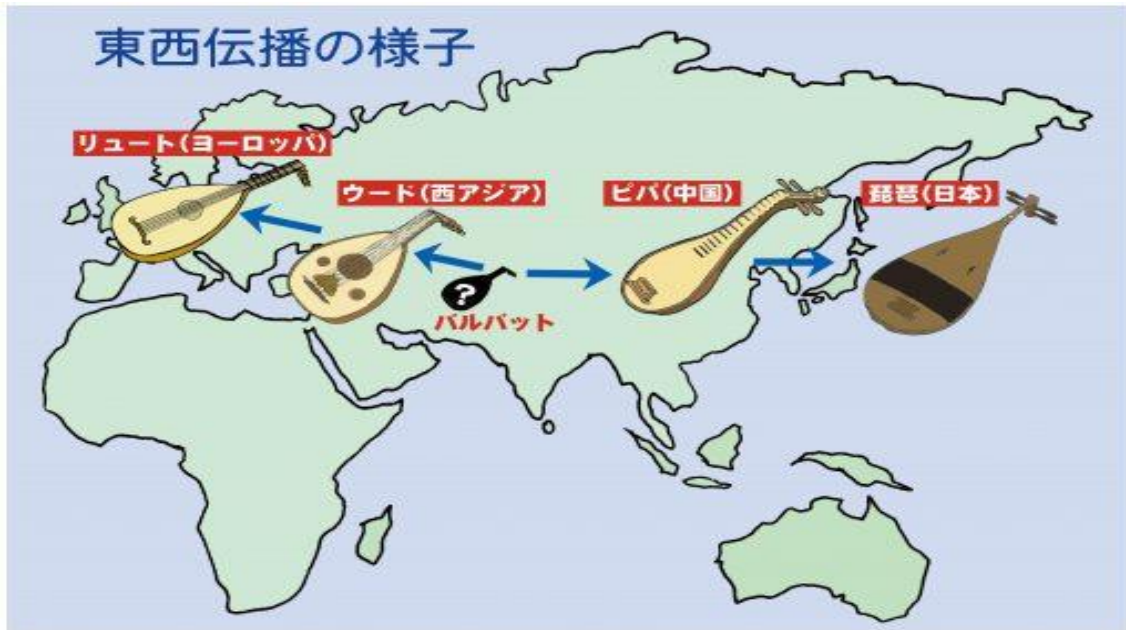 東西伝播の様子
リュート(ヨーロッパ)
ウード(西アジア)
ピパ(中国)
琵琶(日本)
?
バルバット